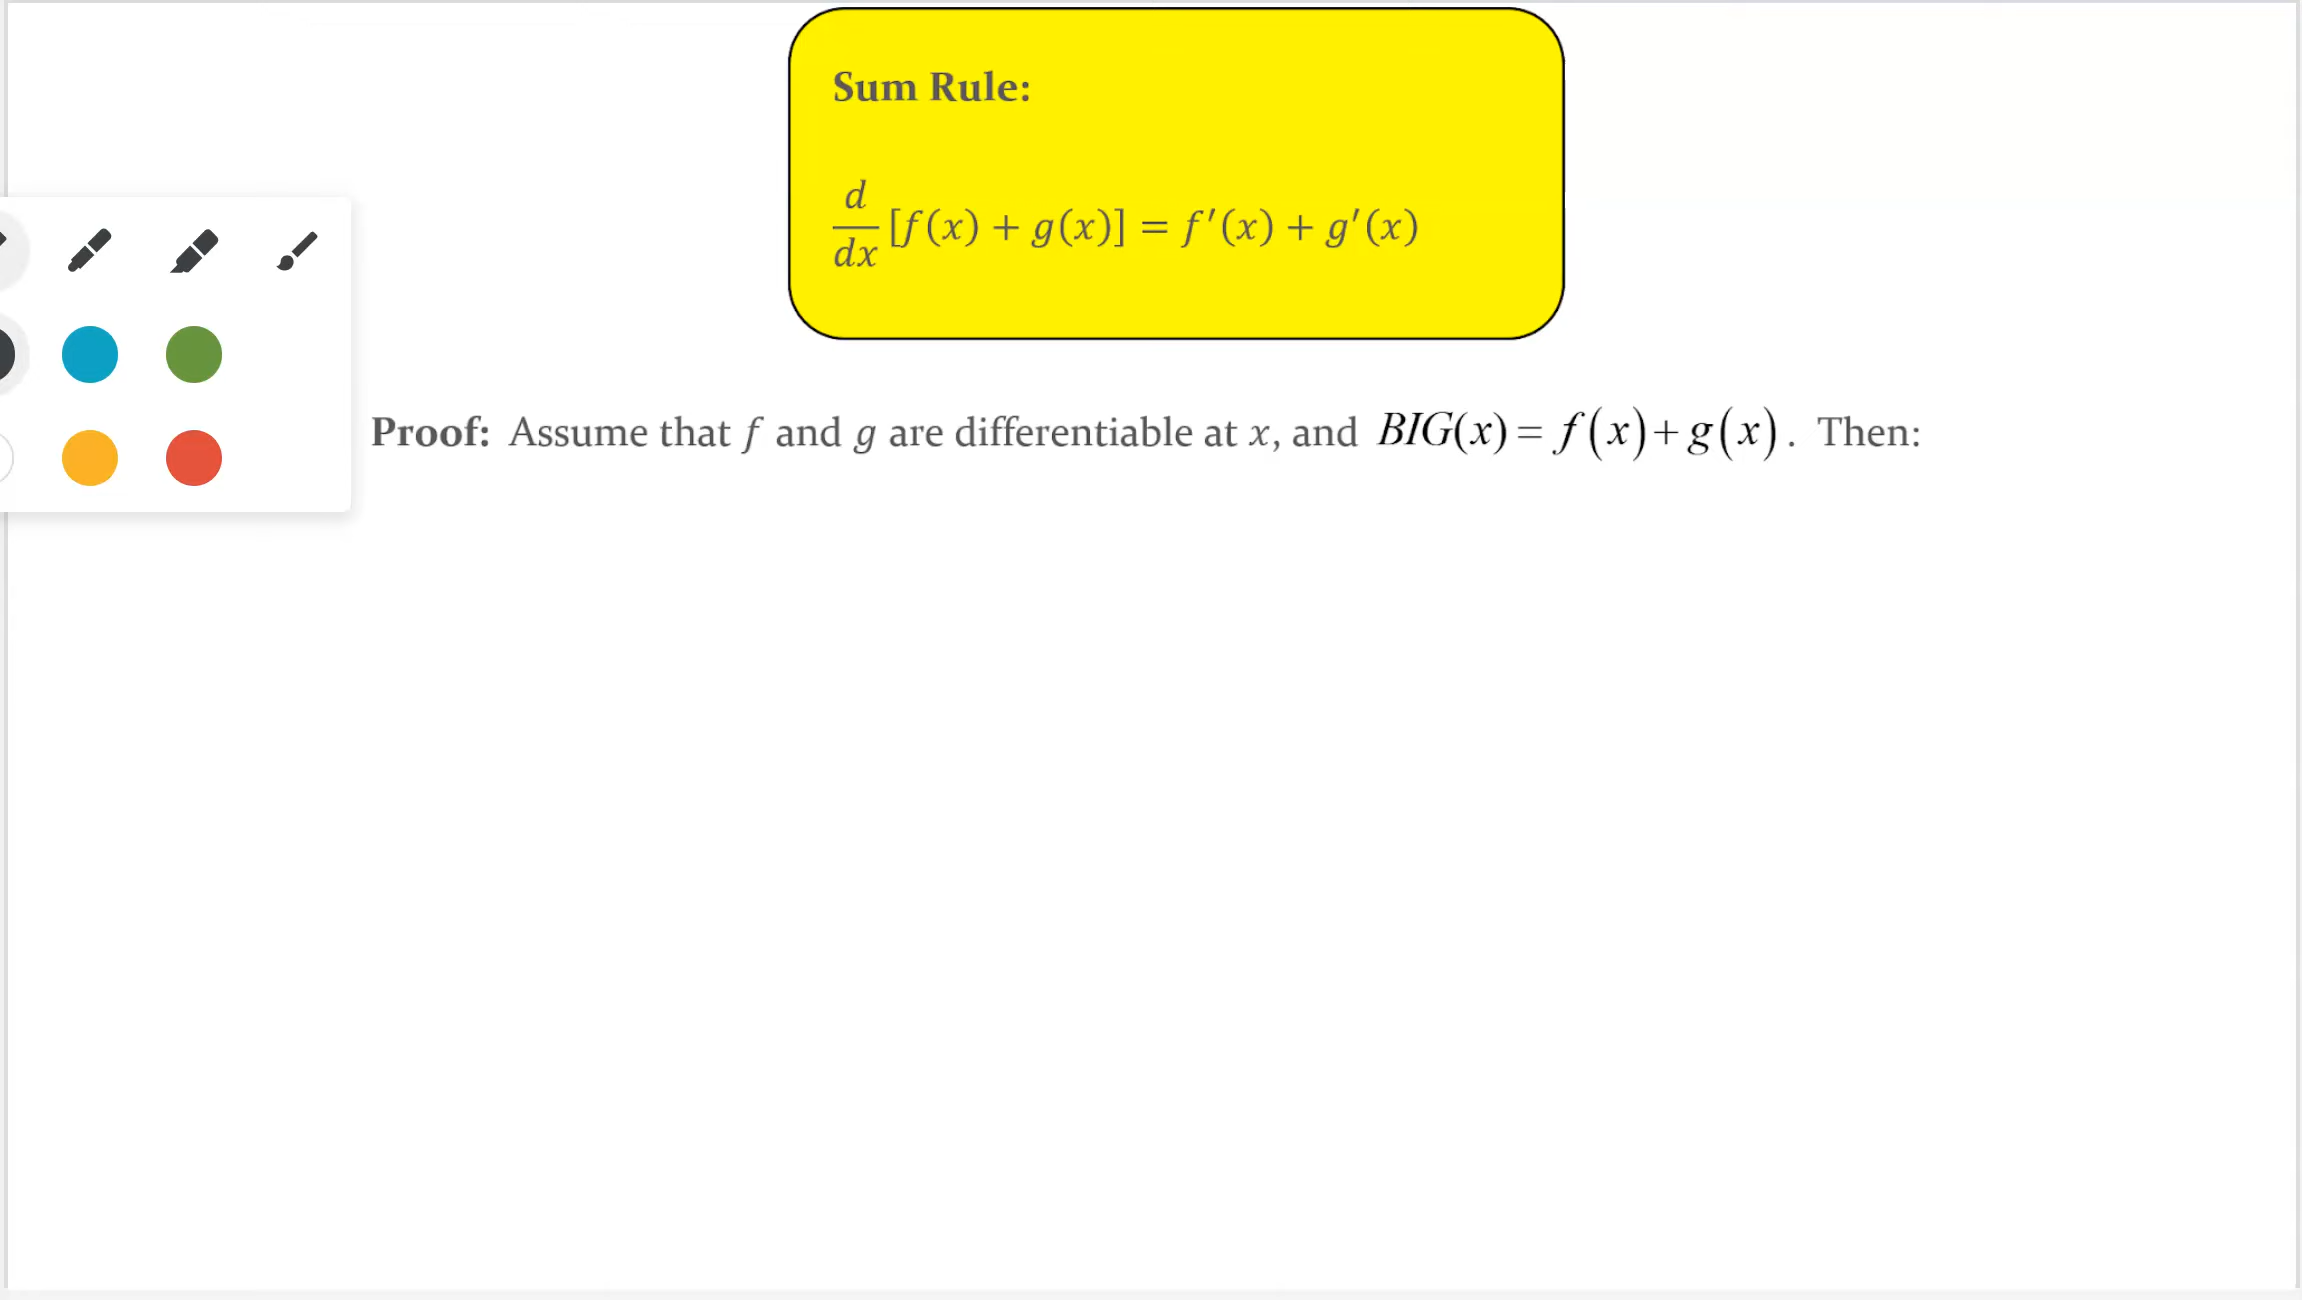 Sum Rule:
d/dx [f(x) + g(x)] = f′(x) + g′(x)
Proof: Assume that f and g are differentiable at x, and BIG(x) = f(x)+g(x). Then: